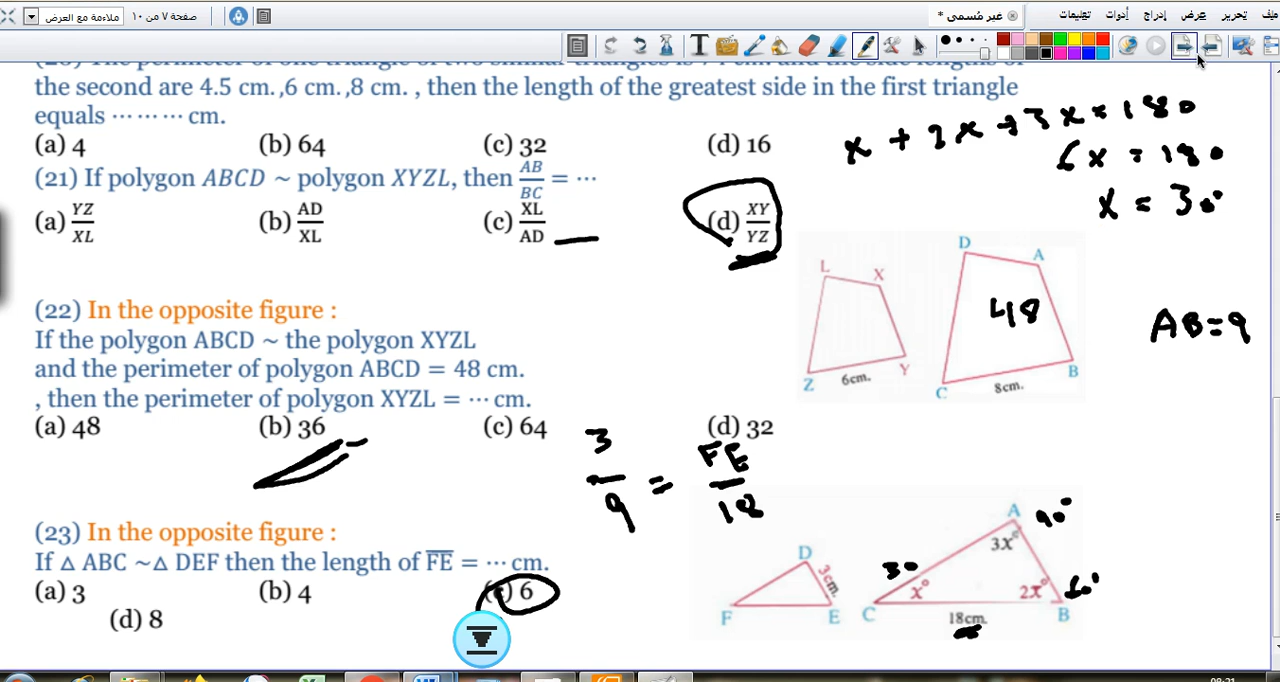 ملف تحرير عرض إدراج أدوات تعليمات
غير مُسمى *
صفحة ٧ من ١٠
ملاءمة مع العرض
the second are 4.5 cm. ,6 cm. ,8 cm. , then the length of the greatest side in the first triangle
equals ⋯ ⋯ ⋯ cm.
(a) 4 (b) 64 (c) 32 (d) 16
(21) If polygon ABCD ~ polygon XYZL, then AB/BC = ⋯
(a) YZ/XL (b) AD/XL (c) XL/AD (d) XY/YZ
x + 2x + 3x = 180
6x = 180
x = 30°
(22) In the opposite figure :
If the polygon ABCD ~ the polygon XYZL
and the perimeter of polygon ABCD = 48 cm.
, then the perimeter of polygon XYZL = ⋯ cm.
(a) 48 (b) 36 (c) 64 (d) 32
L X Z Y 6cm.
D A C B 8cm.
48
AB = 9
3/9 = FE/18
(23) In the opposite figure :
If △ ABC ~△ DEF then the length of FE = ⋯ cm.
(a) 3 (b) 4 (c) 6
(d) 8
D 3cm. F E
A 90° 3x°
30 x° 2x° 60°
C 18cm. B
08:21